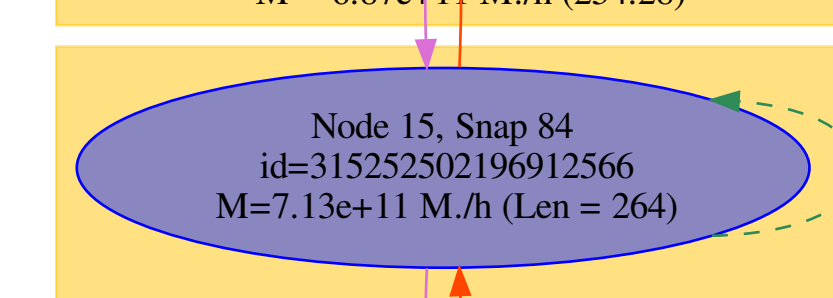 Node 15, Snap 84
id=315252502196912566
M=7.13e+11 M./h (Len = 264)